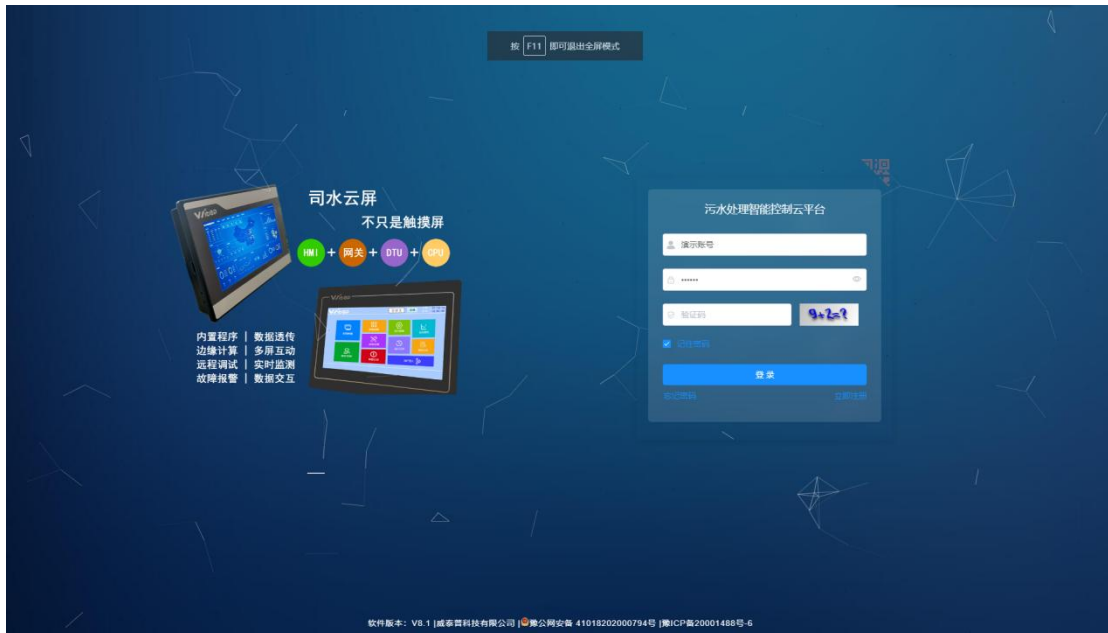 按 F11 即可退出全屏模式
司水云屏
不只是触摸屏
HMI + 网关 + DTU + CPU
内置程序 | 数据透传
边缘计算 | 多屏互动
远程调试 | 实时监测
故障报警 | 数据交互
污水处理智能控制云平台
演示账号
••••••
验证码
9+2=?
记住密码
登 录
忘记密码 立即注册
软件版本: V8.1 |威泰普科技有限公司 |豫公网安备 41018202000794号 |豫ICP备20001488号-6